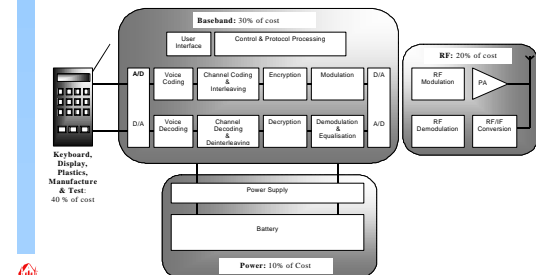 Baseband: 30% of cost
User
Interface
Control & Protocol Processing
RF: 20% of cost
A/D
Voice
Coding
Channel Coding
&
Interleaving
Encryption
Modulation
D/A
RF
Modulation
PA
D/A
Voice
Decoding
Channel
Decoding
&
Deinterleaving
Decryption
Demodulation
&
Equalisation
A/D
RF
Demodulation
RF/IF
Conversion
Keyboard,
Display,
Plastics,
Manufacture
& Test:
40 % of cost
Power Supply
Battery
Power: 10% of Cost